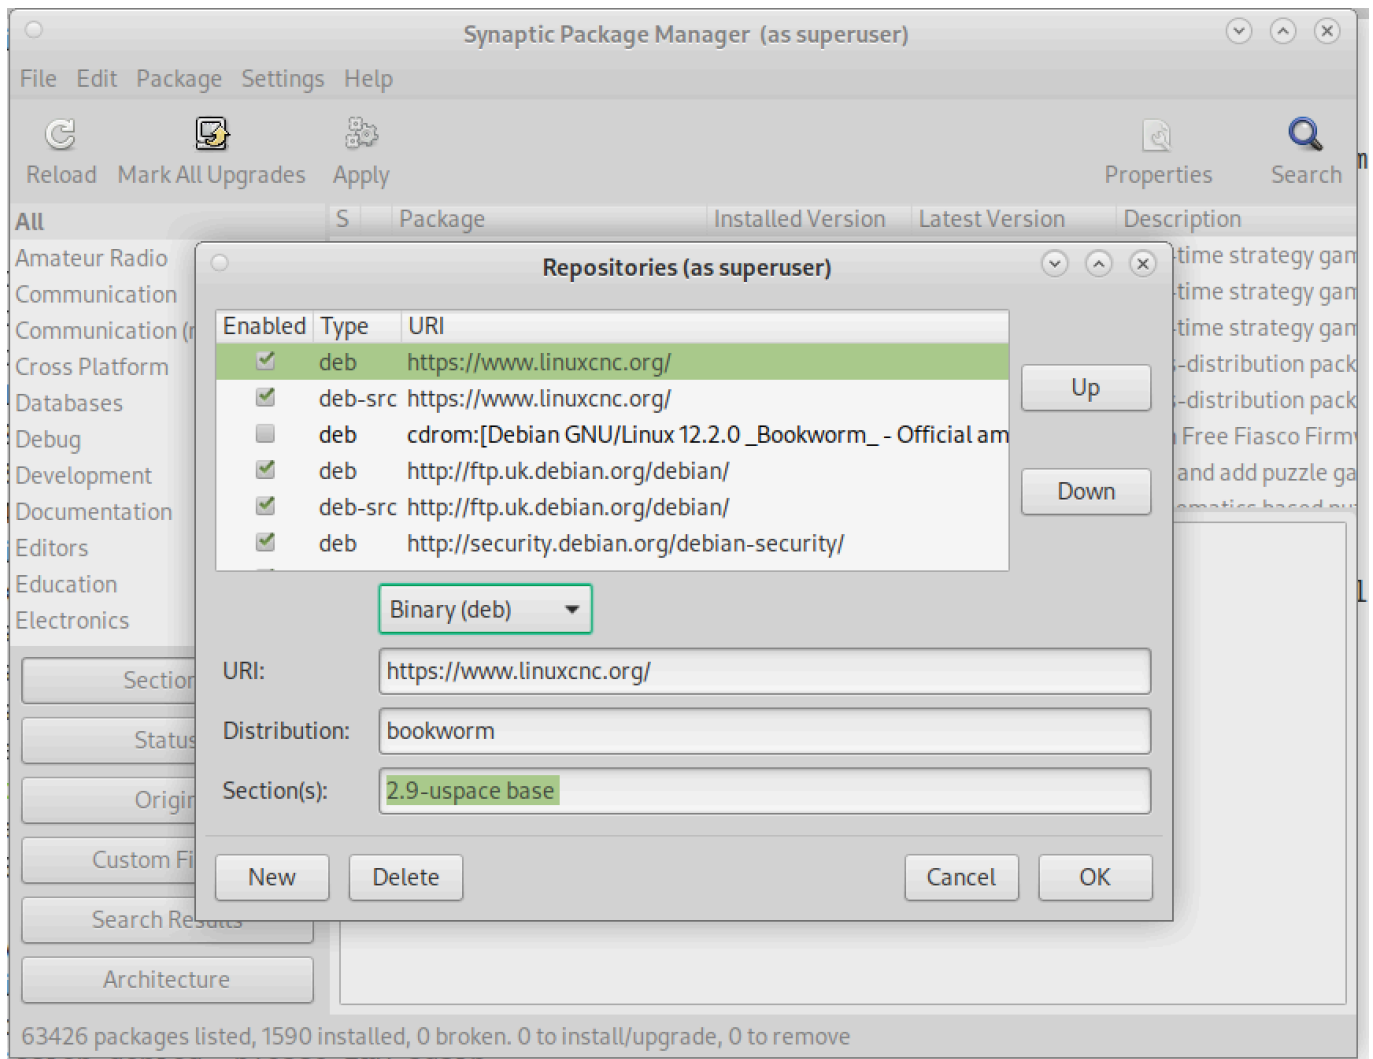 Synaptic Package Manager (as superuser)
File Edit Package Settings Help
Reload Mark All Upgrades Apply Properties Search
All S Package Installed Version Latest Version Description
Amateur Radio
Communication
Communication (
Cross Platform
Databases
Debug
Development
Documentation
Editors
Education
Electronics
-time strategy gam
-time strategy gam
-time strategy gam
s-distribution pack
s-distribution pack
Free Fiasco Firmw
and add puzzle ga
Repositories (as superuser)
Enabled Type URI
deb https://www.linuxcnc.org/
deb-src https://www.linuxcnc.org/
deb cdrom:[Debian GNU/Linux 12.2.0 _Bookworm_ - Official am
deb http://ftp.uk.debian.org/debian/
deb-src http://ftp.uk.debian.org/debian/
deb http://security.debian.org/debian-security/
Up
Down
Binary (deb)
URI: https://www.linuxcnc.org/
Distribution: bookworm
Section(s): 2.9-uspace base
New Delete Cancel OK
Section
Status
Origin
Custom Fi
Search Results
Architecture
63426 packages listed, 1590 installed, 0 broken. 0 to install/upgrade, 0 to remove